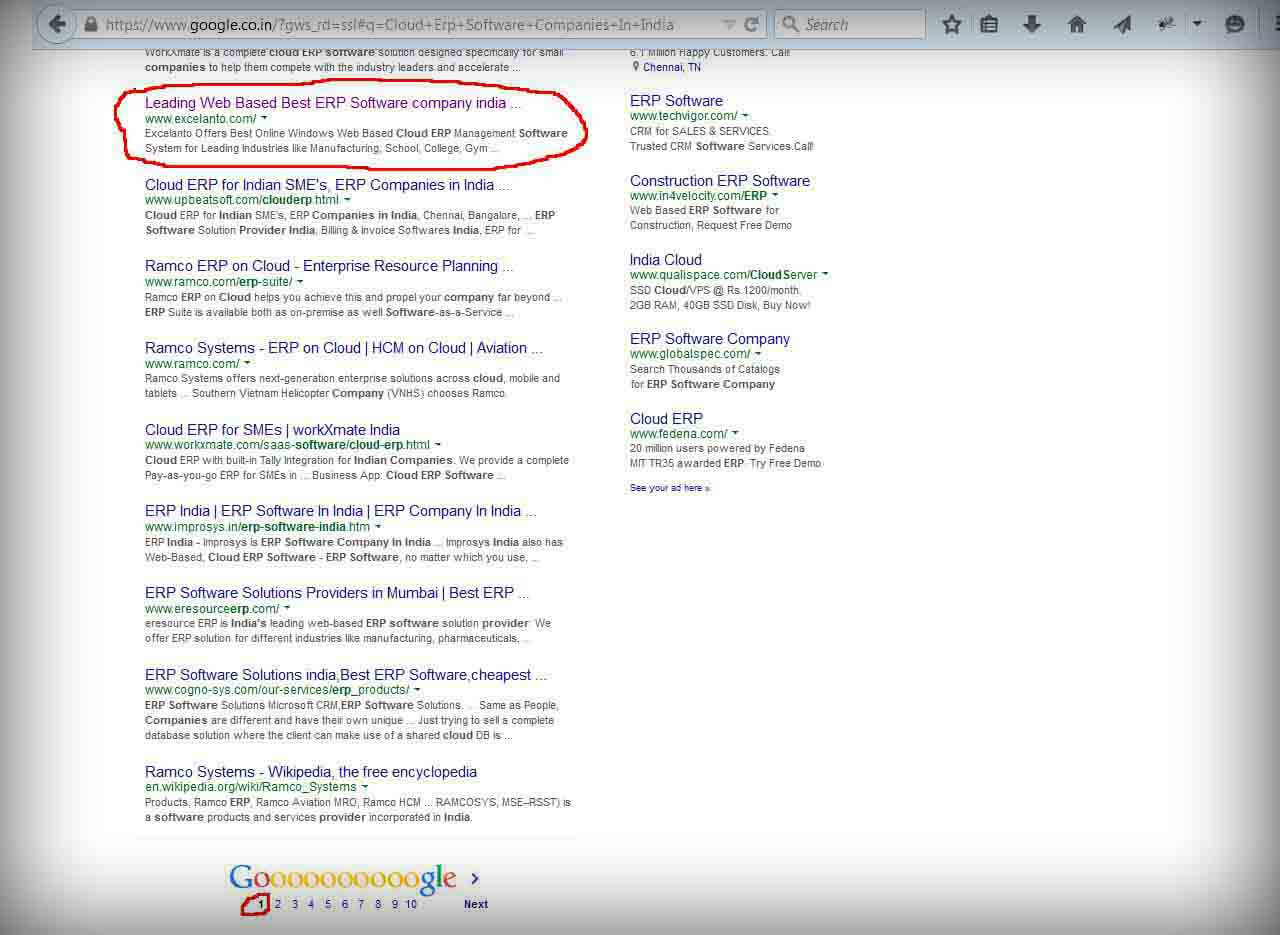 https://www.google.co.in/?gws_rd=ssl#q=Cloud+Erp+Software+Companies+In+India
Search
WorkXmate is a complete cloud ERP software solution designed specifically for small
companies to help them compete with the industry leaders and accelerate ...
Leading Web Based Best ERP Software company india ...
www.excelanto.com/
Excelanto Offers Best Online Windows Web Based Cloud ERP Management Software
System for Leading Industries like Manufacturing, School, College, Gym ...
Cloud ERP for Indian SME's, ERP Companies in India ...
www.upbeatsoft.com/clouderp.html
Cloud ERP for Indian SME's, ERP Companies in India, Chennai, Bangalore, ... ERP
Software Solution Provider India, Billing & Invoice Softwares India, ERP for ...
Ramco ERP on Cloud - Enterprise Resource Planning ...
www.ramco.com/erp-suite/
Ramco ERP on Cloud helps you achieve this and propel your company far beyond ...
ERP Suite is available both as on-premise as well Software-as-a-Service ...
Ramco Systems - ERP on Cloud | HCM on Cloud | Aviation ...
www.ramco.com/
Ramco Systems offers next-generation enterprise solutions across cloud, mobile and
tablets ... Southern Vietnam Helicopter Company (VNHS) chooses Ramco.
Cloud ERP for SMEs | workXmate India
www.workxmate.com/saas-software/cloud-erp.html
Cloud ERP with built-in Tally Integration for Indian Companies. We provide a complete
Pay-as-you-go ERP for SMEs in ... Business App: Cloud ERP Software ...
ERP India | ERP Software In India | ERP Company In India ...
www.improsys.in/erp-software-india.htm
ERP India - Improsys is ERP Software Company In India ... Improsys India also has
Web-Based, Cloud ERP Software - ERP Software, no matter which you use, ...
ERP Software Solutions Providers in Mumbai | Best ERP ...
www.eresourceerp.com/
eresource ERP is India's leading web-based ERP software solution provider. We
offer ERP solution for different industries like manufacturing, pharmaceuticals, ...
ERP Software Solutions india,Best ERP Software,cheapest ...
www.cogno-sys.com/our-services/erp_products/
ERP Software Solutions Microsoft CRM,ERP Software Solutions. ... Same as People,
Companies are different and have their own unique ... Just trying to sell a complete
database solution where the client can make use of a shared cloud DB is ...
Ramco Systems - Wikipedia, the free encyclopedia
en.wikipedia.org/wiki/Ramco_Systems
Products, Ramco ERP, Ramco Aviation MRO, Ramco HCM ... RAMCOSYS, MSE–RSST) is
a software products and services provider incorporated in India.
6.1 Million Happy Customers. Call!
Chennai, TN
ERP Software
www.techvigor.com/
CRM for SALES & SERVICES.
Trusted CRM Software Services.Call!
Construction ERP Software
www.in4velocity.com/ERP
Web Based ERP Software for
Construction, Request Free Demo
India Cloud
www.qualispace.com/CloudServer
SSD Cloud/VPS @ Rs.1200/month.
2GB RAM, 40GB SSD Disk, Buy Now!
ERP Software Company
www.globalspec.com/
Search Thousands of Catalogs
for ERP Software Company
Cloud ERP
www.fedena.com/
20 million users powered by Fedena
MIT TR35 awarded ERP. Try Free Demo
See your ad here »
Goooooooooogle >
1 2 3 4 5 6 7 8 9 10 Next